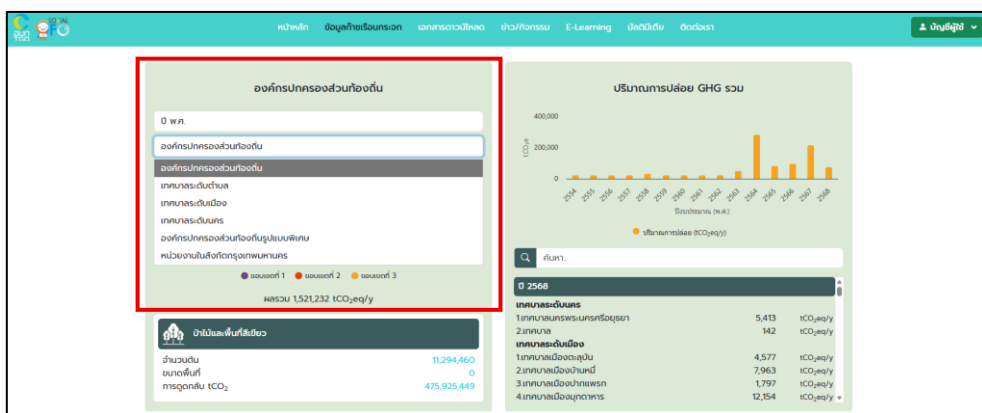 อบก
TGO
LOCAL
CFO
หน้าหลัก ข้อมูลก๊าซเรือนกระจก เอกสารดาวน์โหลด ข่าว/กิจกรรม E-Learning มัลติมีเดีย ติดต่อเรา
บัญชีผู้ใช้
องค์กรปกครองส่วนท้องถิ่น
ปี พ.ศ.
องค์กรปกครองส่วนท้องถิ่น
องค์กรปกครองส่วนท้องถิ่น
เทศบาลระดับตำบล
เทศบาลระดับเมือง
เทศบาลระดับนคร
องค์กรปกครองส่วนท้องถิ่นรูปแบบพิเศษ
หน่วยงานในสังกัดกรุงเทพมหานคร
ขอบเขตที่ 1 ขอบเขตที่ 2 ขอบเขตที่ 3
ผลรวม 1,521,232 tCO₂eq/y
ป่าไม้และพื้นที่สีเขียว
จำนวนต้น 11,294,460
ขนาดพื้นที่ 0
การดูดกลับ tCO₂ 475,925,449
ปริมาณการปล่อย GHG รวม
400,000
200,000
0
tCO₂e
2554 2555 2556 2557 2558 2559 2560 2561 2562 2563 2564 2565 2566 2567 2568
ปีงบประมาณ (พ.ศ.)
ปริมาณการปล่อย (tCO₂eq/y)
ค้นหา..
ปี 2568
เทศบาลระดับนคร
1.เทศบาลนครพระนครศรีอยุธยา 5,413 tCO₂eq/y
2.เทศบาล 142 tCO₂eq/y
เทศบาลระดับเมือง
1.เทศบาลเมืองตะลุบัน 4,577 tCO₂eq/y
2.เทศบาลเมืองบ้านหมี่ 7,963 tCO₂eq/y
3.เทศบาลเมืองปากแพรก 1,797 tCO₂eq/y
4.เทศบาลเมืองมุกดาหาร 12,154 tCO₂eq/y